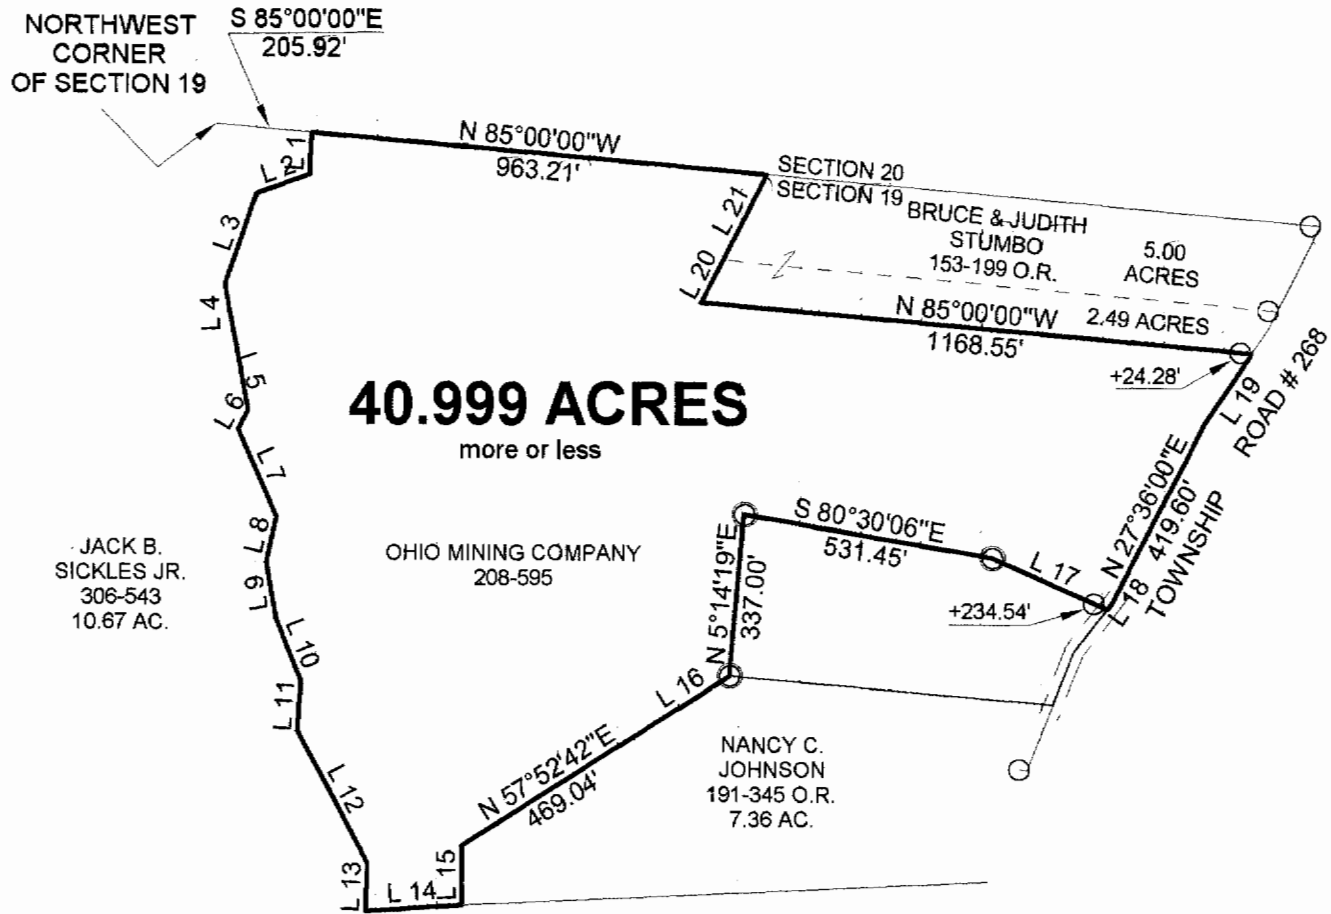 NORTHWEST
CORNER
OF SECTION 19
S 85°00'00"E
205.92'
N 85°00'00"W
963.21'
SECTION 20
SECTION 19
BRUCE & JUDITH
STUMBO
153-199 O.R.
5.00
ACRES
2.49 ACRES
N 85°00'00"W
1168.55'
+24.28'
L 1
L 2
L 3
L 4
L 5
L 6
L 7
L 8
L 9
L 10
L 11
L 12
L 13
L 14
L 15
L 16
L 17
L 18
L 19
L 20
L 21
40.999 ACRES
more or less
JACK B.
SICKLES JR.
306-543
10.67 AC.
OHIO MINING COMPANY
208-595
S 80°30'06"E
531.45'
N 5°14'19"E
337.00'
+234.54'
N 27°36'00"E
419.60'
TOWNSHIP ROAD # 268
N 57°52'42"E
469.04'
NANCY C.
JOHNSON
191-345 O.R.
7.36 AC.